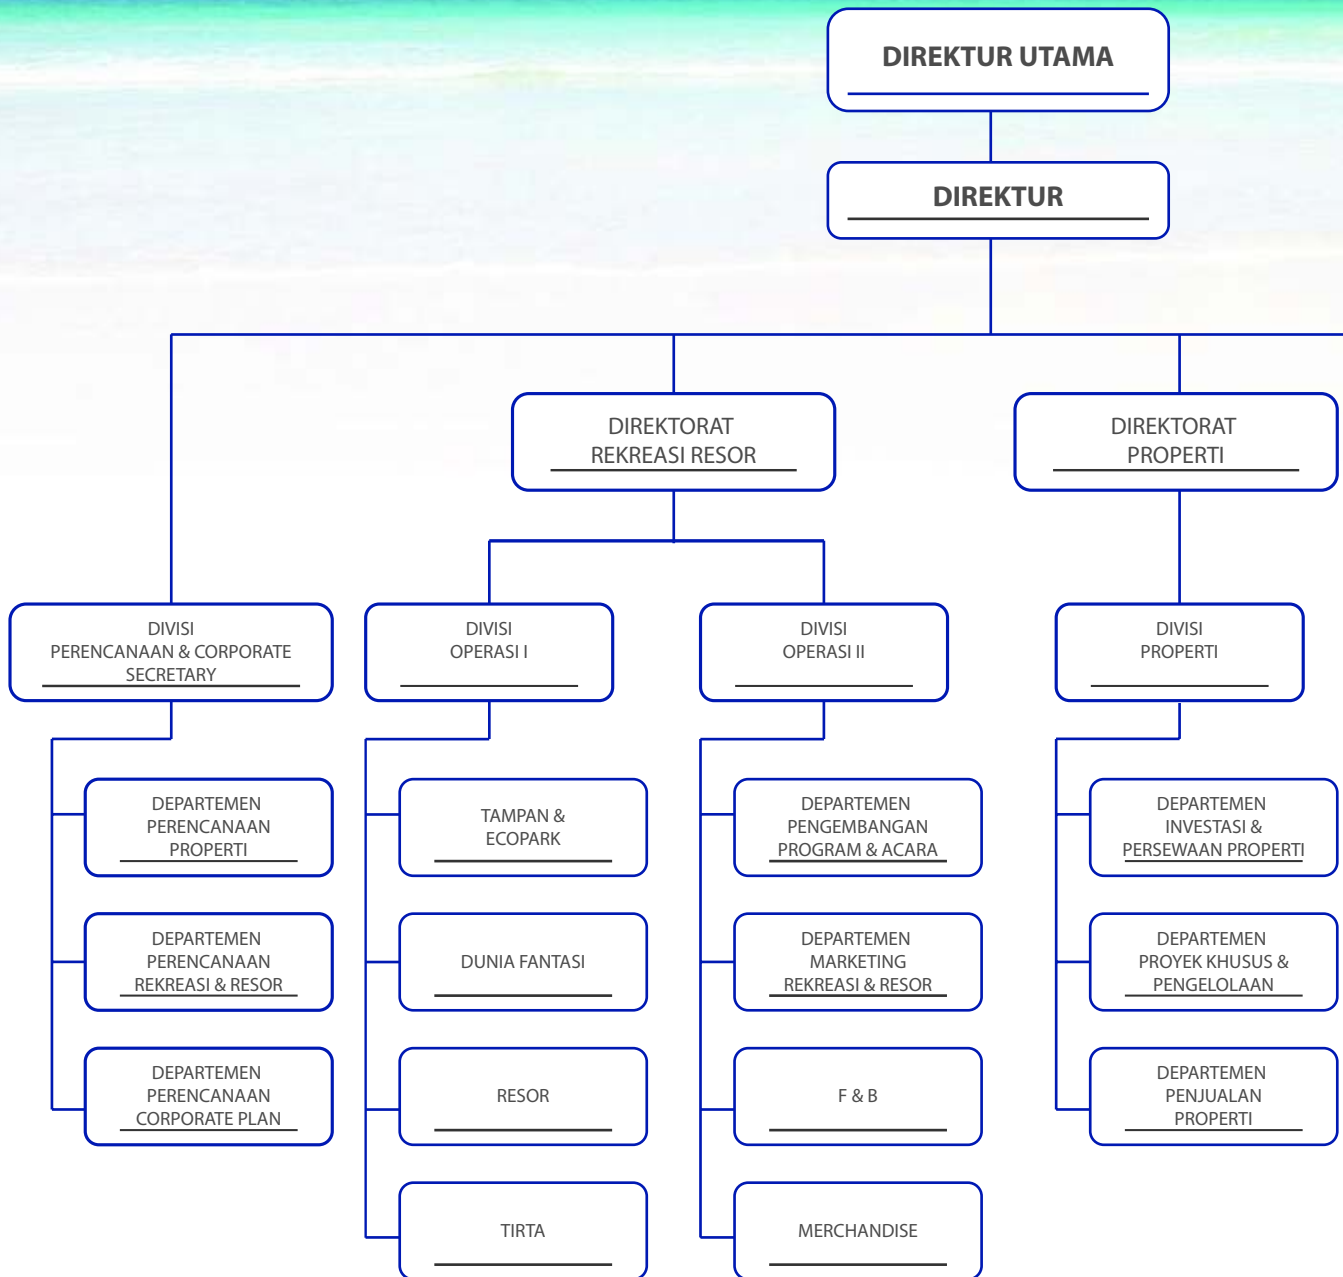 DIREKTUR UTAMA
DIREKTUR
DIREKTORAT
REKREASI RESOR
DIREKTORAT
PROPERTI
DIVISI
PERENCANAAN & CORPORATE
SECRETARY
DIVISI
OPERASI I
DIVISI
OPERASI II
DIVISI
PROPERTI
DEPARTEMEN
PERENCANAAN
PROPERTI
TAMPAN &
ECOPARK
DEPARTEMEN
PENGEMBANGAN
PROGRAM & ACARA
DEPARTEMEN
INVESTASI &
PERSEWAAN PROPERTI
DEPARTEMEN
PERENCANAAN
REKREASI & RESOR
DUNIA FANTASI
DEPARTEMEN
MARKETING
REKREASI & RESOR
DEPARTEMEN
PROYEK KHUSUS &
PENGELOLAAN
DEPARTEMEN
PERENCANAAN
CORPORATE PLAN
RESOR
F & B
DEPARTEMEN
PENJUALAN
PROPERTI
TIRTA
MERCHANDISE